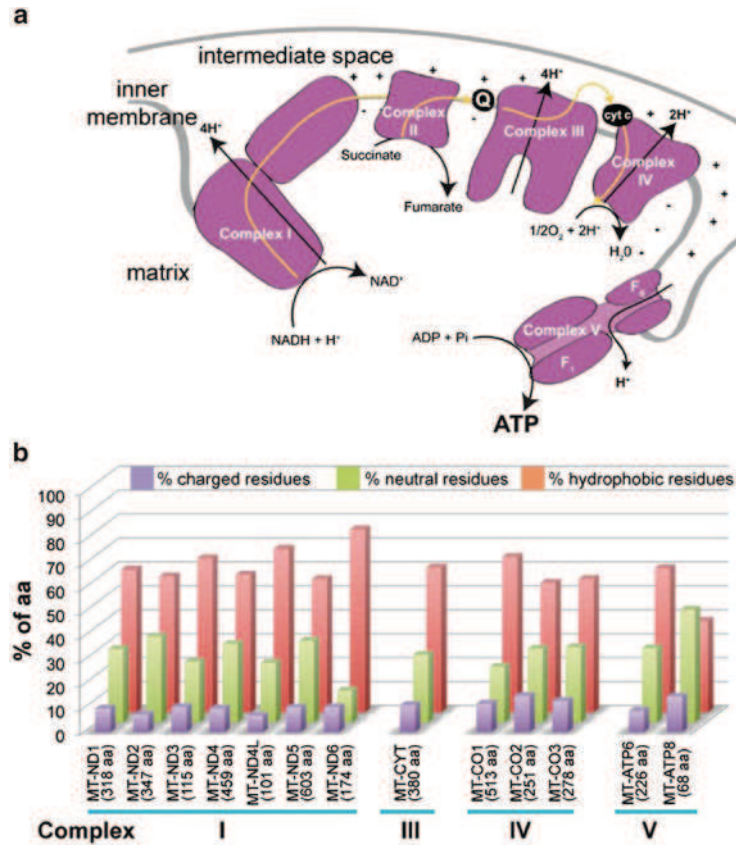 a
intermediate space
inner
membrane
matrix
4H⁺
Complex I
NADH + H⁺
NAD⁺
Complex
II
Succinate
Fumarate
Q
4H⁺
Complex III
cyt c
2H⁺
Complex
IV
1/2O₂ + 2H⁺
H₂0
F₀
Complex V
F₁
ADP + Pi
H⁺
ATP
b
% charged residues % neutral residues % hydrophobic residues
% of aa
100
90
80
70
60
50
40
30
20
10
0
MT-ND1
(318 aa)
MT-ND2
(347 aa)
MT-ND3
(115 aa)
MT-ND4
(459 aa)
MT-ND4L
(101 aa)
MT-ND5
(603 aa)
MT-ND6
(174 aa)
MT-CYT
(380 aa)
MT-CO1
(513 aa)
MT-CO2
(251 aa)
MT-CO3
(278 aa)
MT-ATP6
(226 aa)
MT-ATP8
(68 aa)
Complex I III IV V